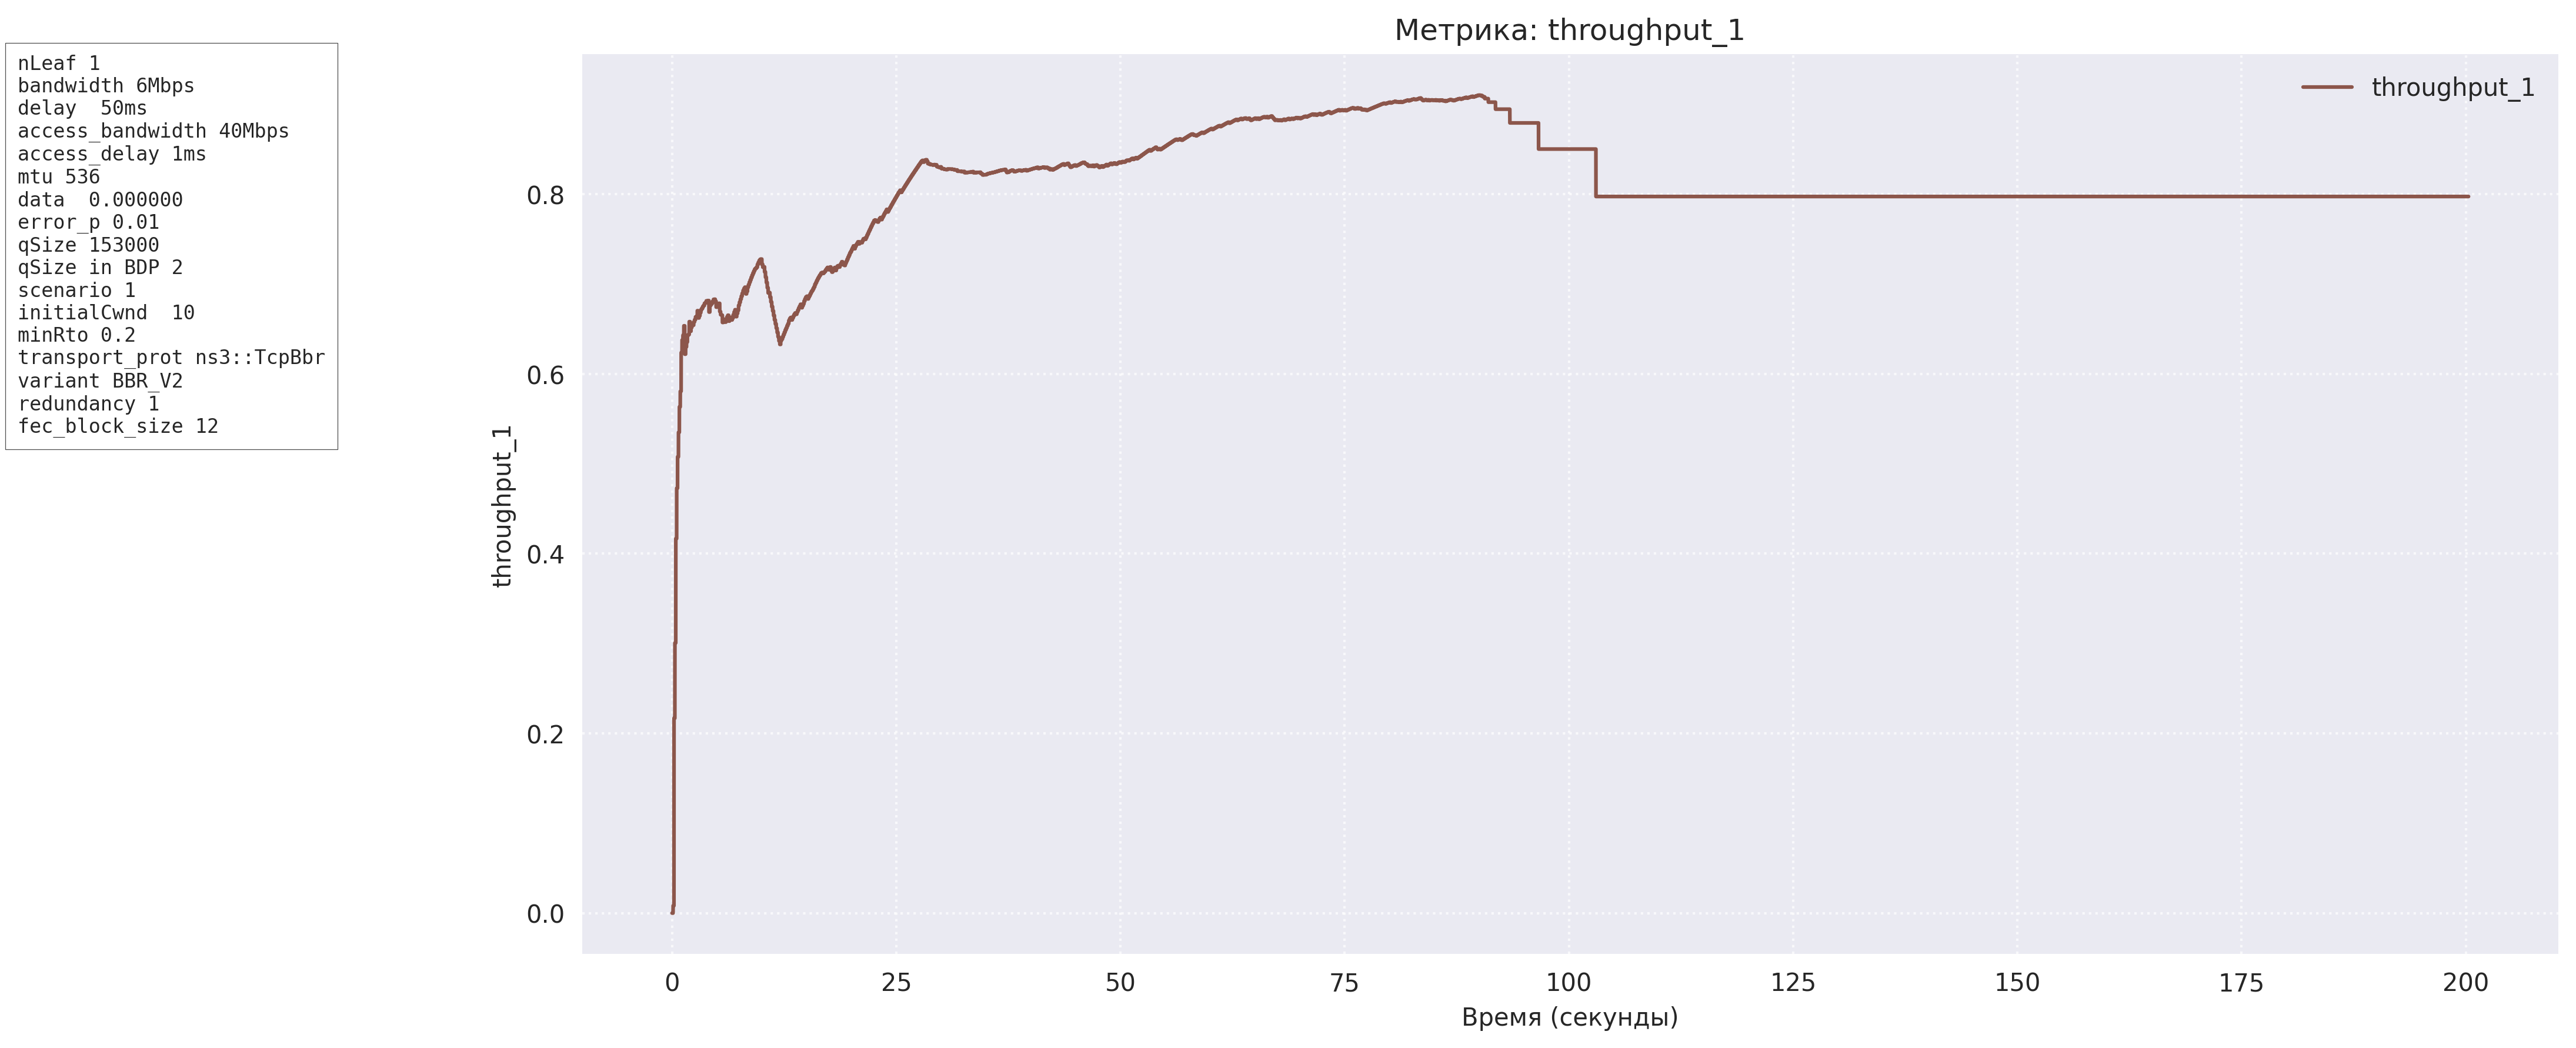 Метрика: throughput_1
nLeaf 1
bandwidth 6Mbps
delay  50ms
access_bandwidth 40Mbps
access_delay 1ms
mtu 536
data  0.000000
error_p 0.01
qSize 153000
qSize in BDP 2
scenario 1
initialCwnd  10
minRto 0.2
transport_prot ns3::TcpBbr
variant BBR_V2
redundancy 1
fec_block_size 12
throughput_1
throughput_1
0.8
0.6
0.4
0.2
0.0
0 25 50 75 100 125 150 175 200
Время (секунды)